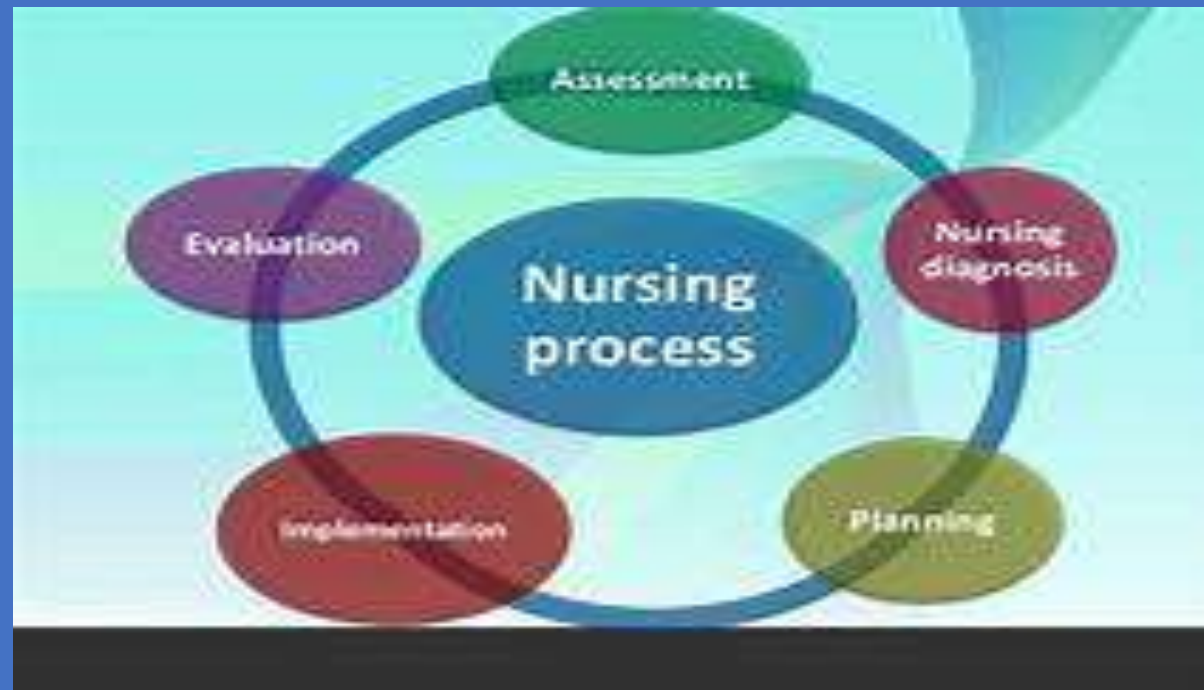 Assessment
Nursing
diagnosis
Planning
Implementation
Evaluation
Nursing
process